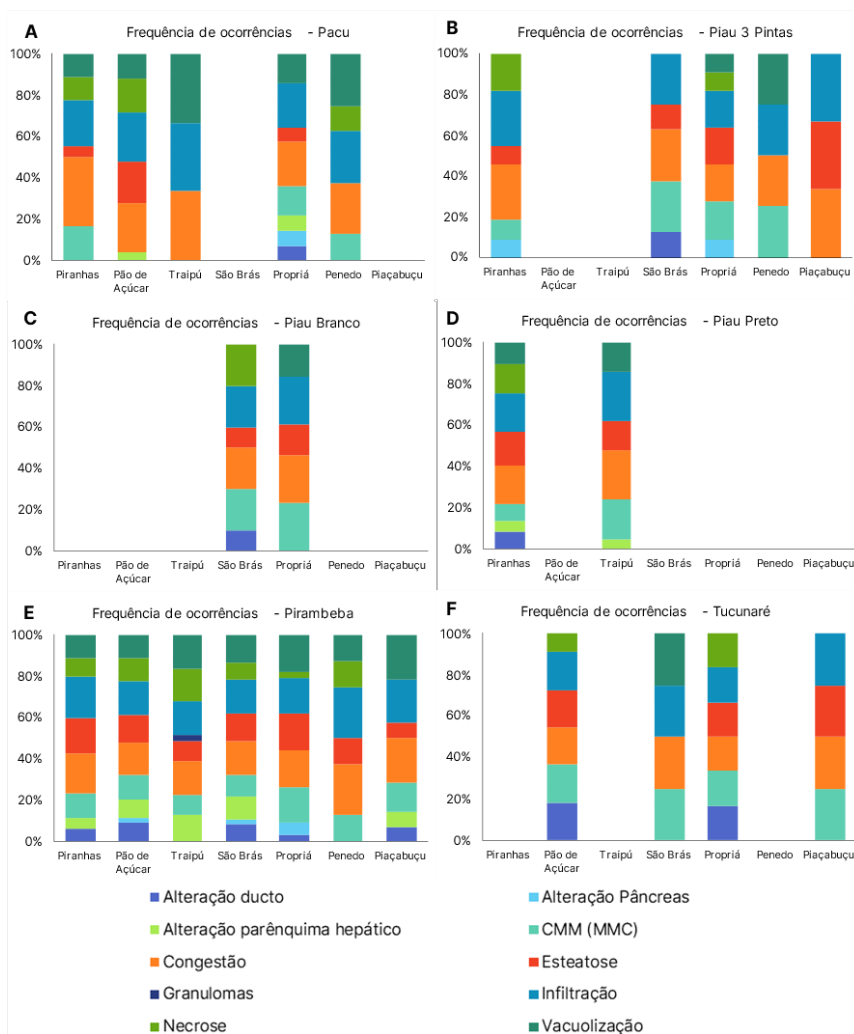 A
Frequência de ocorrências - Pacu
100%
80%
60%
40%
20%
0%
Piranhas Pão de Açúcar Traipú São Brás Propriá Penedo Piaçabuçu
B
Frequência de ocorrências - Piau 3 Pintas
100%
80%
60%
40%
20%
0%
Piranhas Pão de Açúcar Traipú São Brás Propriá Penedo Piaçabuçu
C
Frequência de ocorrências - Piau Branco
100%
80%
60%
40%
20%
0%
Piranhas Pão de Açúcar Traipú São Brás Propriá Penedo Piaçabuçu
D
Frequência de ocorrências - Piau Preto
100%
80%
60%
40%
20%
0%
Piranhas Pão de Açúcar Traipú São Brás Propriá Penedo Piaçabuçu
E
Frequência de ocorrências - Pirambeba
100%
80%
60%
40%
20%
0%
Piranhas Pão de Açúcar Traipú São Brás Propriá Penedo Piaçabuçu
F
Frequência de ocorrências - Tucunaré
100%
80%
60%
40%
20%
0%
Piranhas Pão de Açúcar Traipú São Brás Propriá Penedo Piaçabuçu
Alteração ducto
Alteração Pâncreas
Alteração parênquima hepático
CMM (MMC)
Congestão
Esteatose
Granulomas
Infiltração
Necrose
Vacuolização